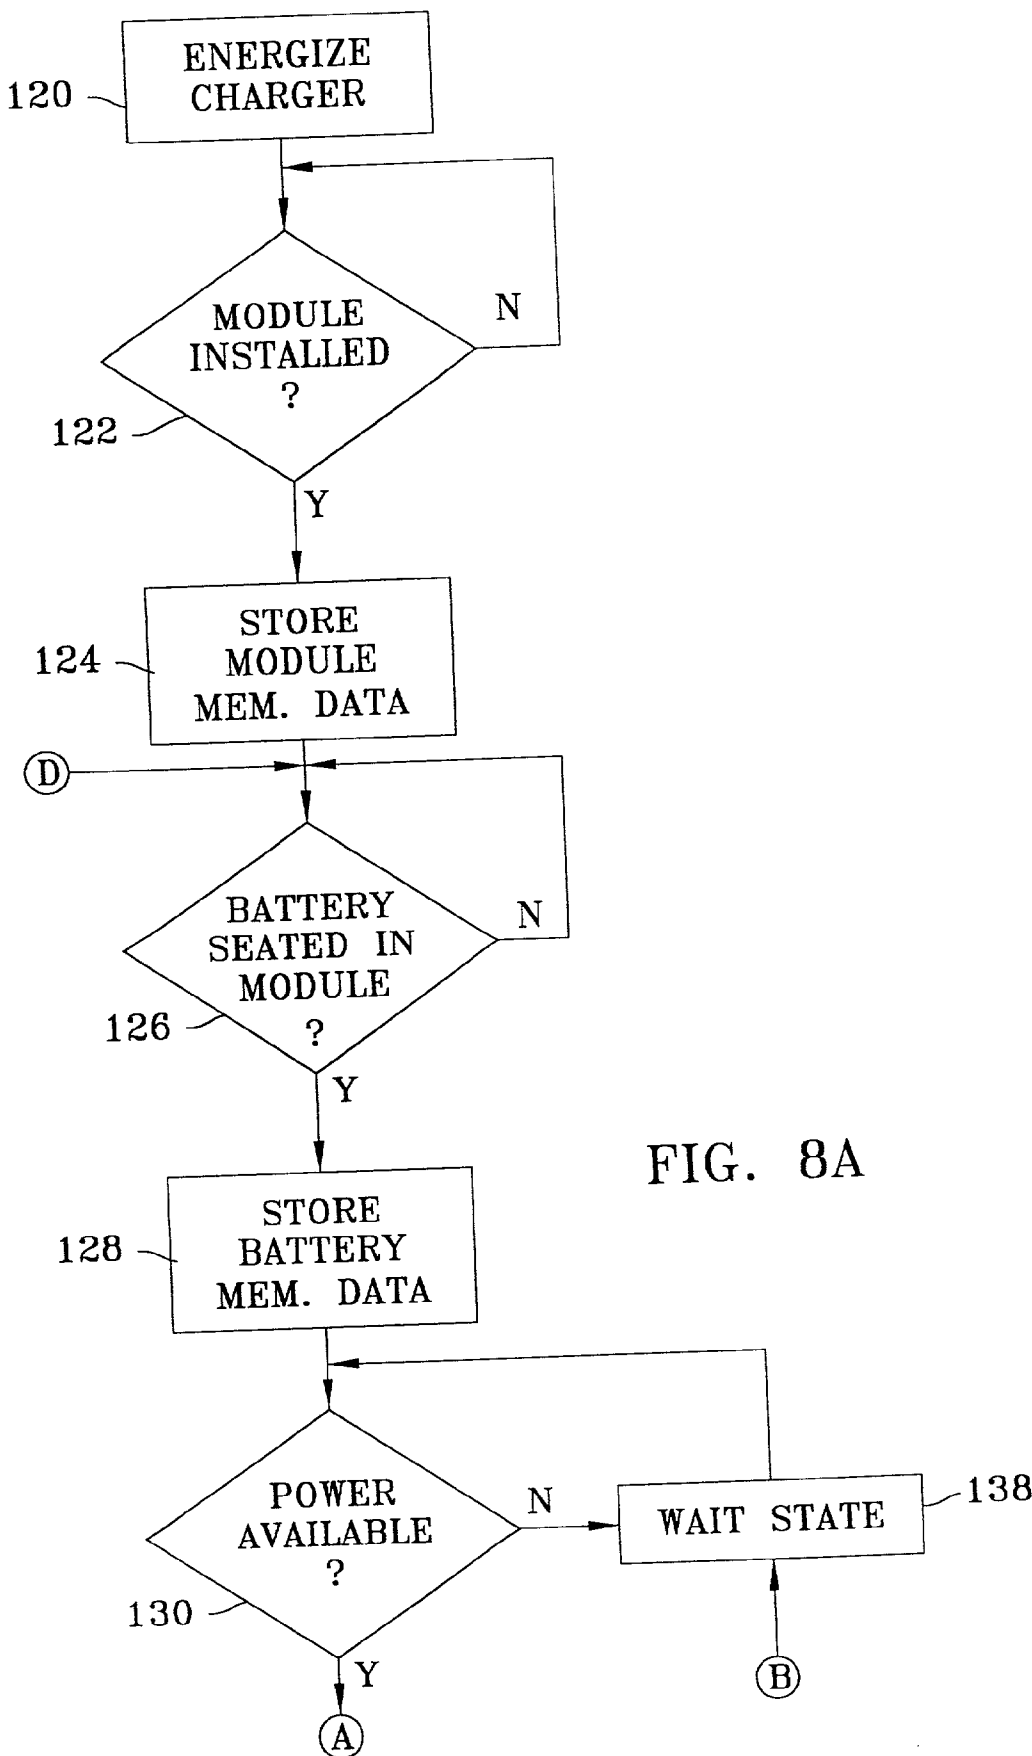 ENERGIZE
CHARGER
120
MODULE
INSTALLED
?
N
122
Y
STORE
MODULE
MEM. DATA
124
D
BATTERY
SEATED IN
MODULE
?
N
126
Y
FIG. 8A
STORE
BATTERY
MEM. DATA
128
POWER
AVAILABLE
?
N
WAIT STATE
138
130
Y
B
A